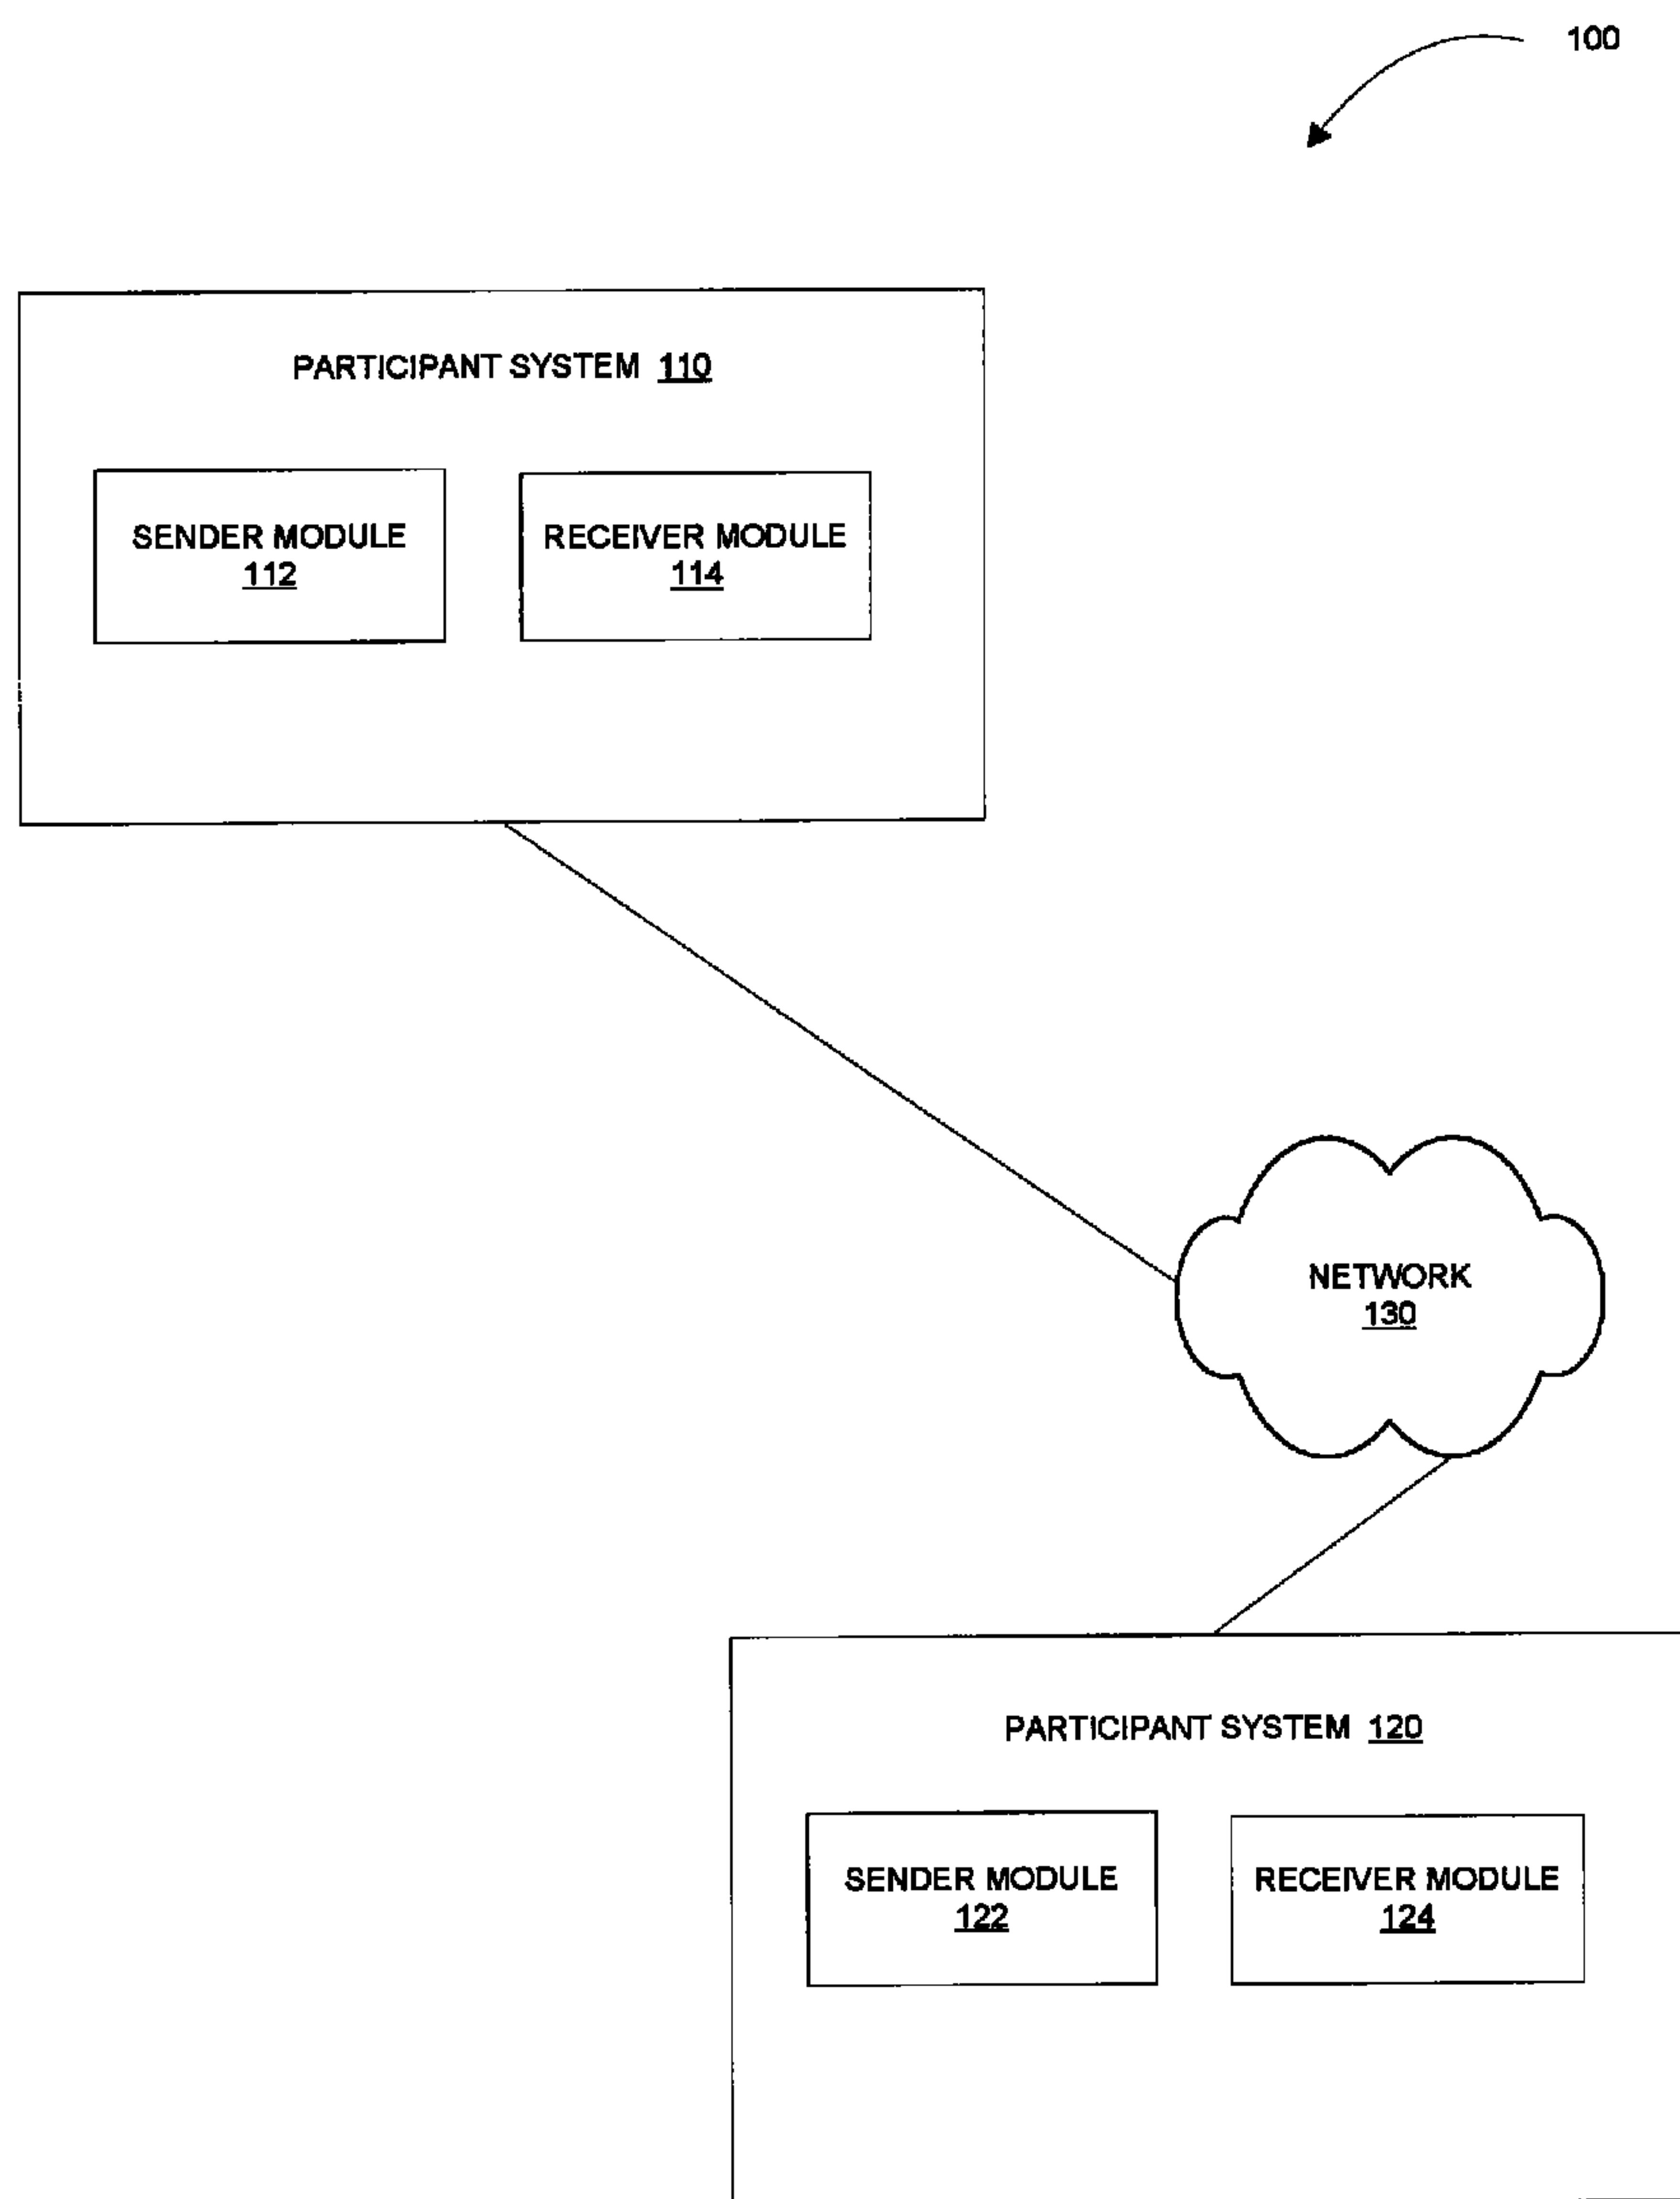 100
PARTICIPANT SYSTEM 110
SENDER MODULE
112
RECEIVER MODULE
114
NETWORK
130
PARTICIPANT SYSTEM 120
SENDER MODULE
122
RECEIVER MODULE
124